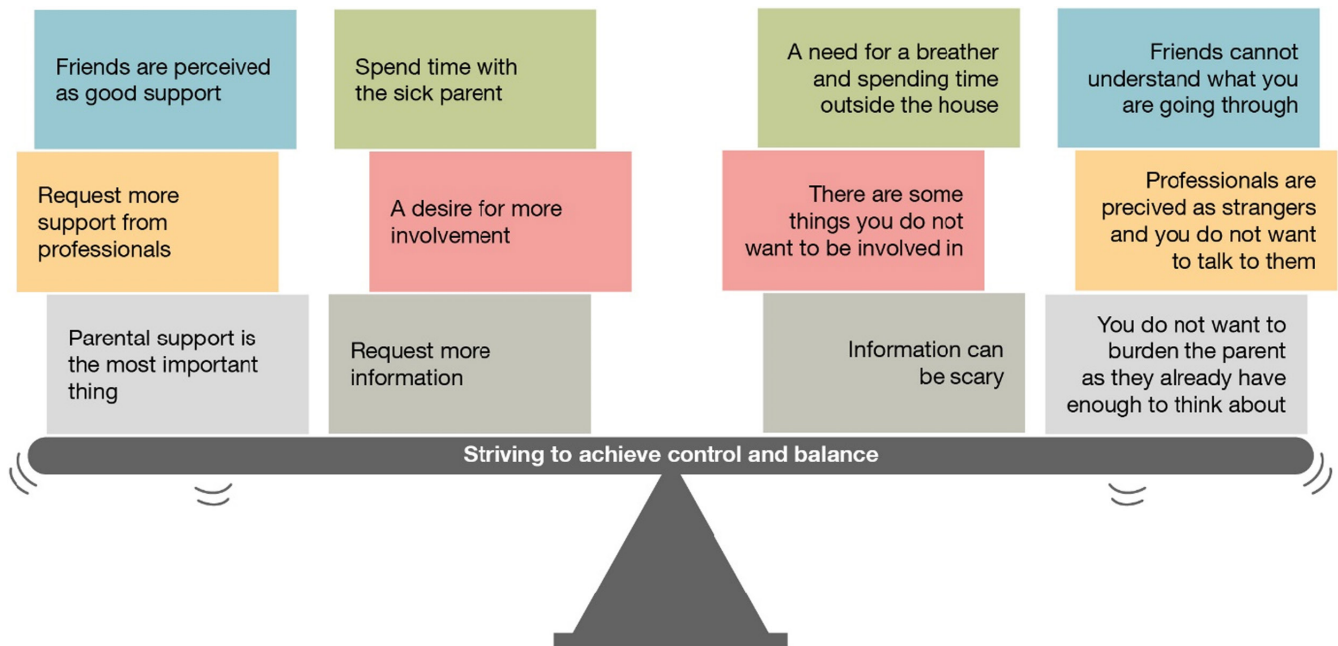 Friends are perceived
as good support
Spend time with
the sick parent
A need for a breather
and spending time
outside the house
Friends cannot
understand what you
are going through
Request more
support from
professionals
A desire for more
involvement
There are some
things you do not
want to be involved in
Professionals are
precived as strangers
and you do not want
to talk to them
Parental support is
the most important
thing
Request more
information
Information can
be scary
You do not want to
burden the parent
as they already have
enough to think about
Striving to achieve control and balance